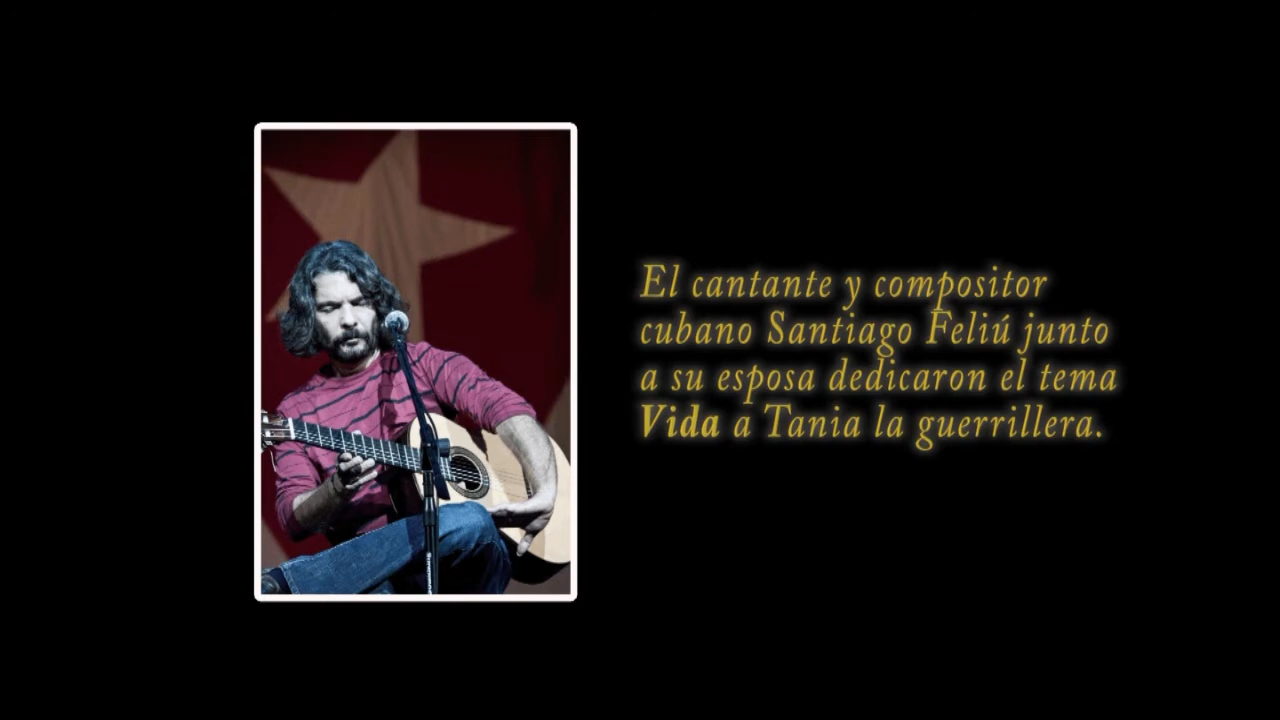 El cantante y compositor
cubano Santiago Feliú junto
a su esposa dedicaron el tema
Vida a Tania la guerrillera.